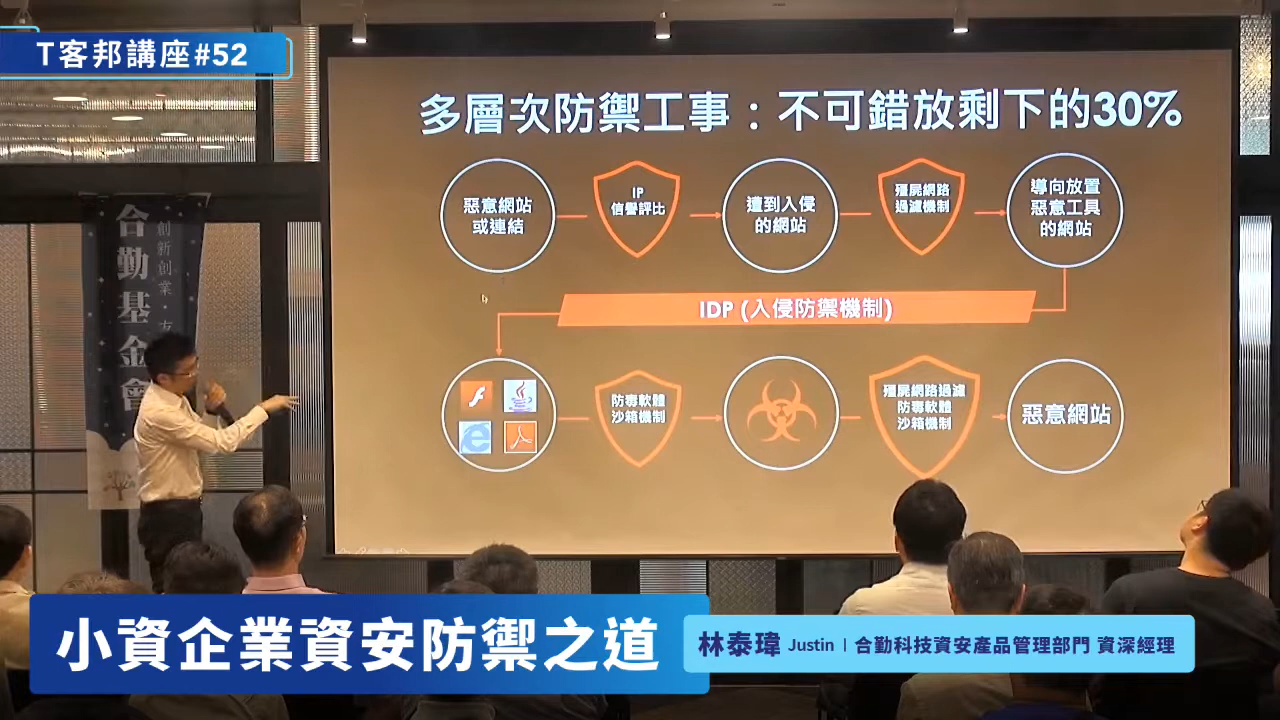 T客邦講座#52
多層次防禦工事：不可錯放剩下的30%
惡意網站
或連結
IP
信譽評比
遭到入侵
的網站
殭屍網路
過濾機制
導向放置
惡意工具
的網站
IDP (入侵防禦機制)
防毒軟體
沙箱機制
殭屍網路過濾
防毒軟體
沙箱機制
惡意網站
合勤基金會
創新創業・友
小資企業資安防禦之道
林泰瑋 Justin | 合勤科技資安產品管理部門 資深經理